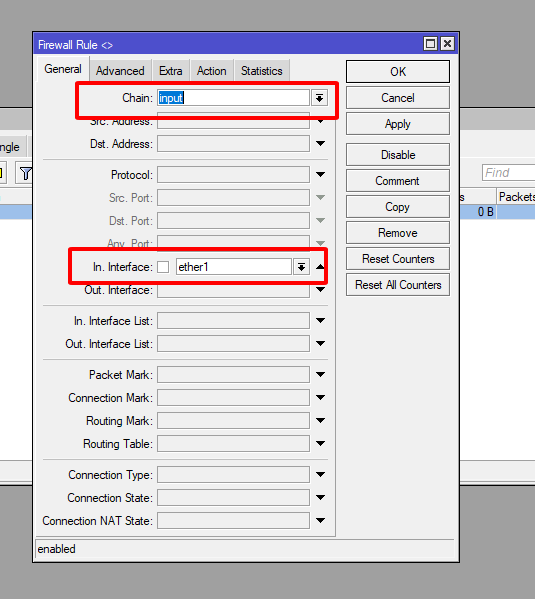 Firewall Rule <>
General Advanced Extra Action Statistics
OK
Chain: input
Cancel
Src. Address:
Apply
Dst. Address:
ngle
Disable
Protocol:
Find
Comment
Src. Port:
s Packets
Copy
0 B
Dst. Port:
Remove
Any. Port:
Reset Counters
In. Interface: ether1
Reset All Counters
Out. Interface:
In. Interface List:
Out. Interface List:
Packet Mark:
Connection Mark:
Routing Mark:
Routing Table:
Connection Type:
Connection State:
Connection NAT State:
enabled